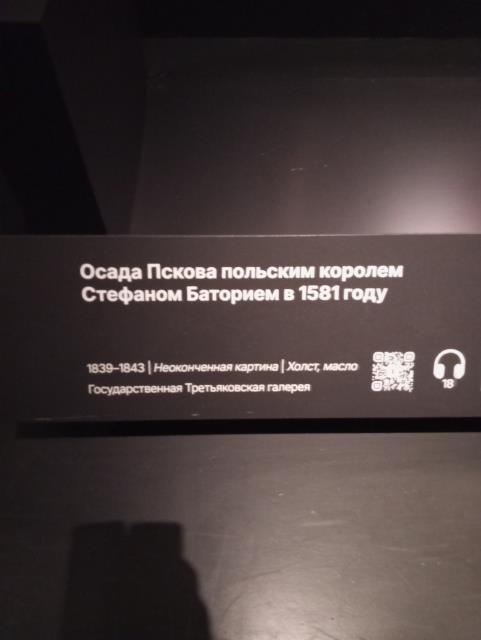 Осада Пскова польским королем
Стефаном Баторием в 1581 году
1839–1843 | Неоконченная картина | Холст, масло
Государственная Третьяковская галерея
18